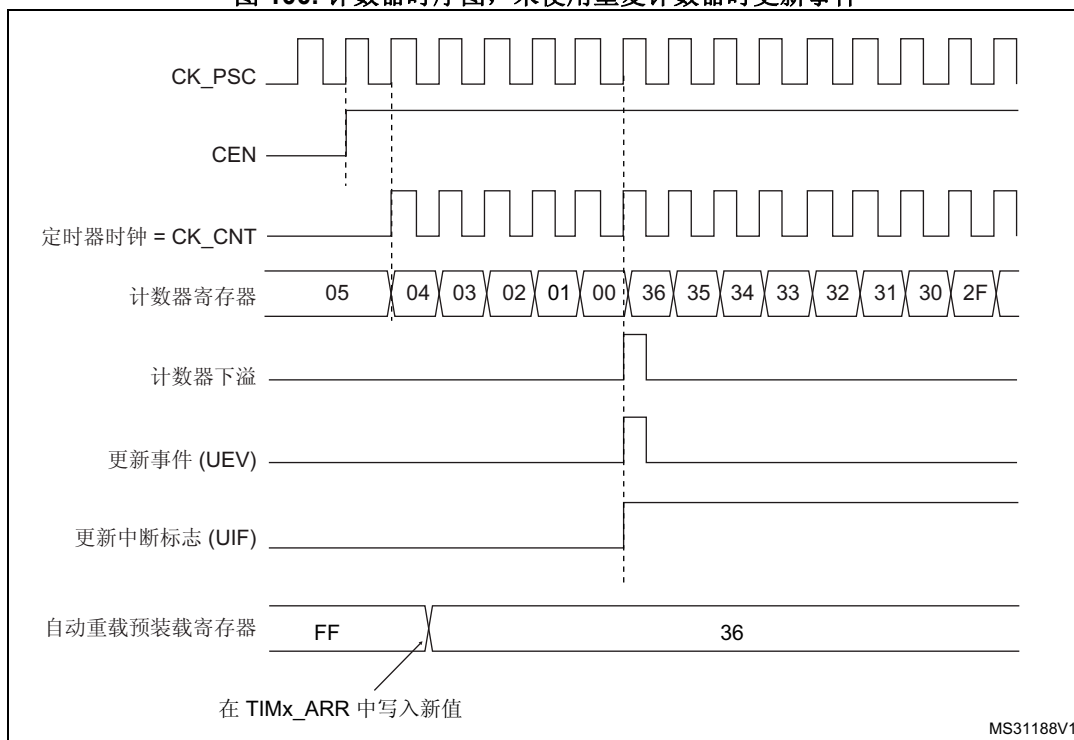 CK_PSC
CEN
定时器时钟 = CK_CNT
计数器寄存器 05 04 03 02 01 00 36 35 34 33 32 31 30 2F
计数器下溢
更新事件 (UEV)
更新中断标志 (UIF)
自动重载预装载寄存器 FF 36
在 TIMx_ARR 中写入新值
MS31188V1